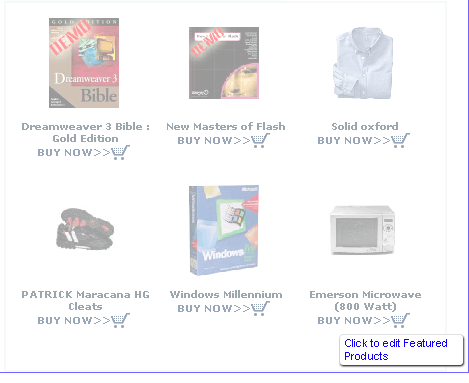 GOLD EDITION
DEMO
Dreamweaver 3
Bible
DEMO
Microsoft
Windows
Dreamweaver 3 Bible :
Gold Edition
BUY NOW>>
New Masters of Flash
BUY NOW>>
Solid oxford
BUY NOW>>
PATRICK Maracana HG
Cleats
BUY NOW>>
Windows Millennium
BUY NOW>>
Emerson Microwave
(800 Watt)
BUY NOW>>
Click to edit Featured
Products